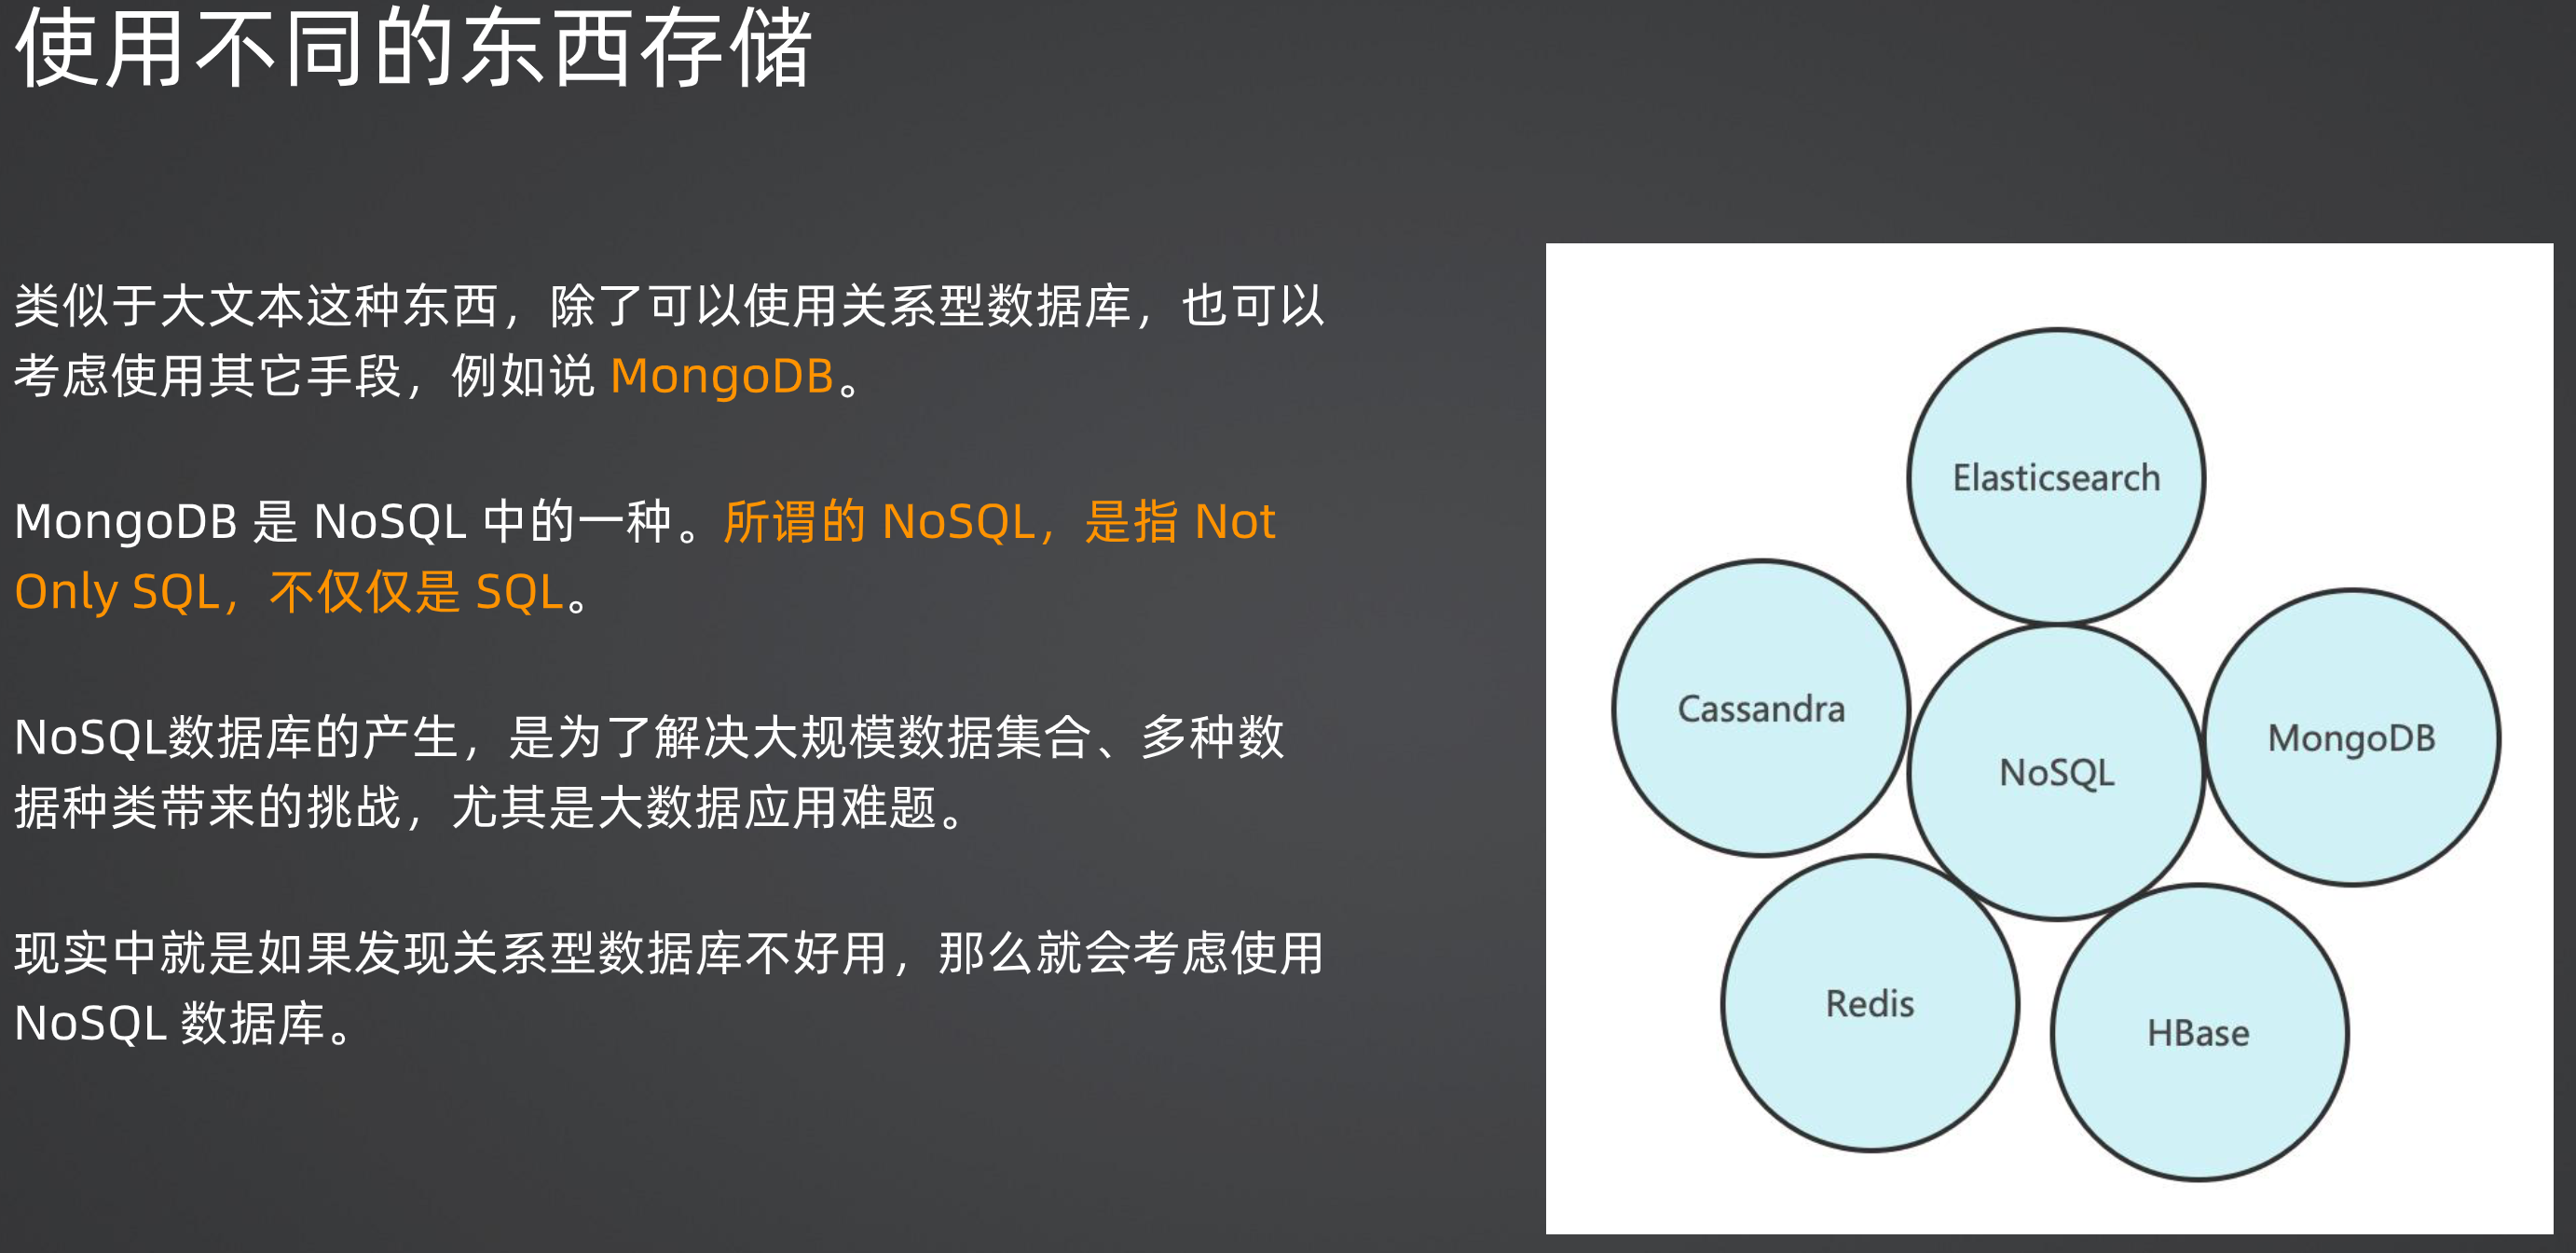 使用不同的东西存储
类似于大文本这种东西，除了可以使用关系型数据库，也可以
考虑使用其它手段，例如说 MongoDB。
MongoDB 是 NoSQL 中的一种。所谓的 NoSQL，是指 Not
Only SQL，不仅仅是 SQL。
NoSQL数据库的产生，是为了解决大规模数据集合、多种数
据种类带来的挑战，尤其是大数据应用难题。
现实中就是如果发现关系型数据库不好用，那么就会考虑使用
NoSQL 数据库。
Elasticsearch
Cassandra
MongoDB
NoSQL
Redis
HBase